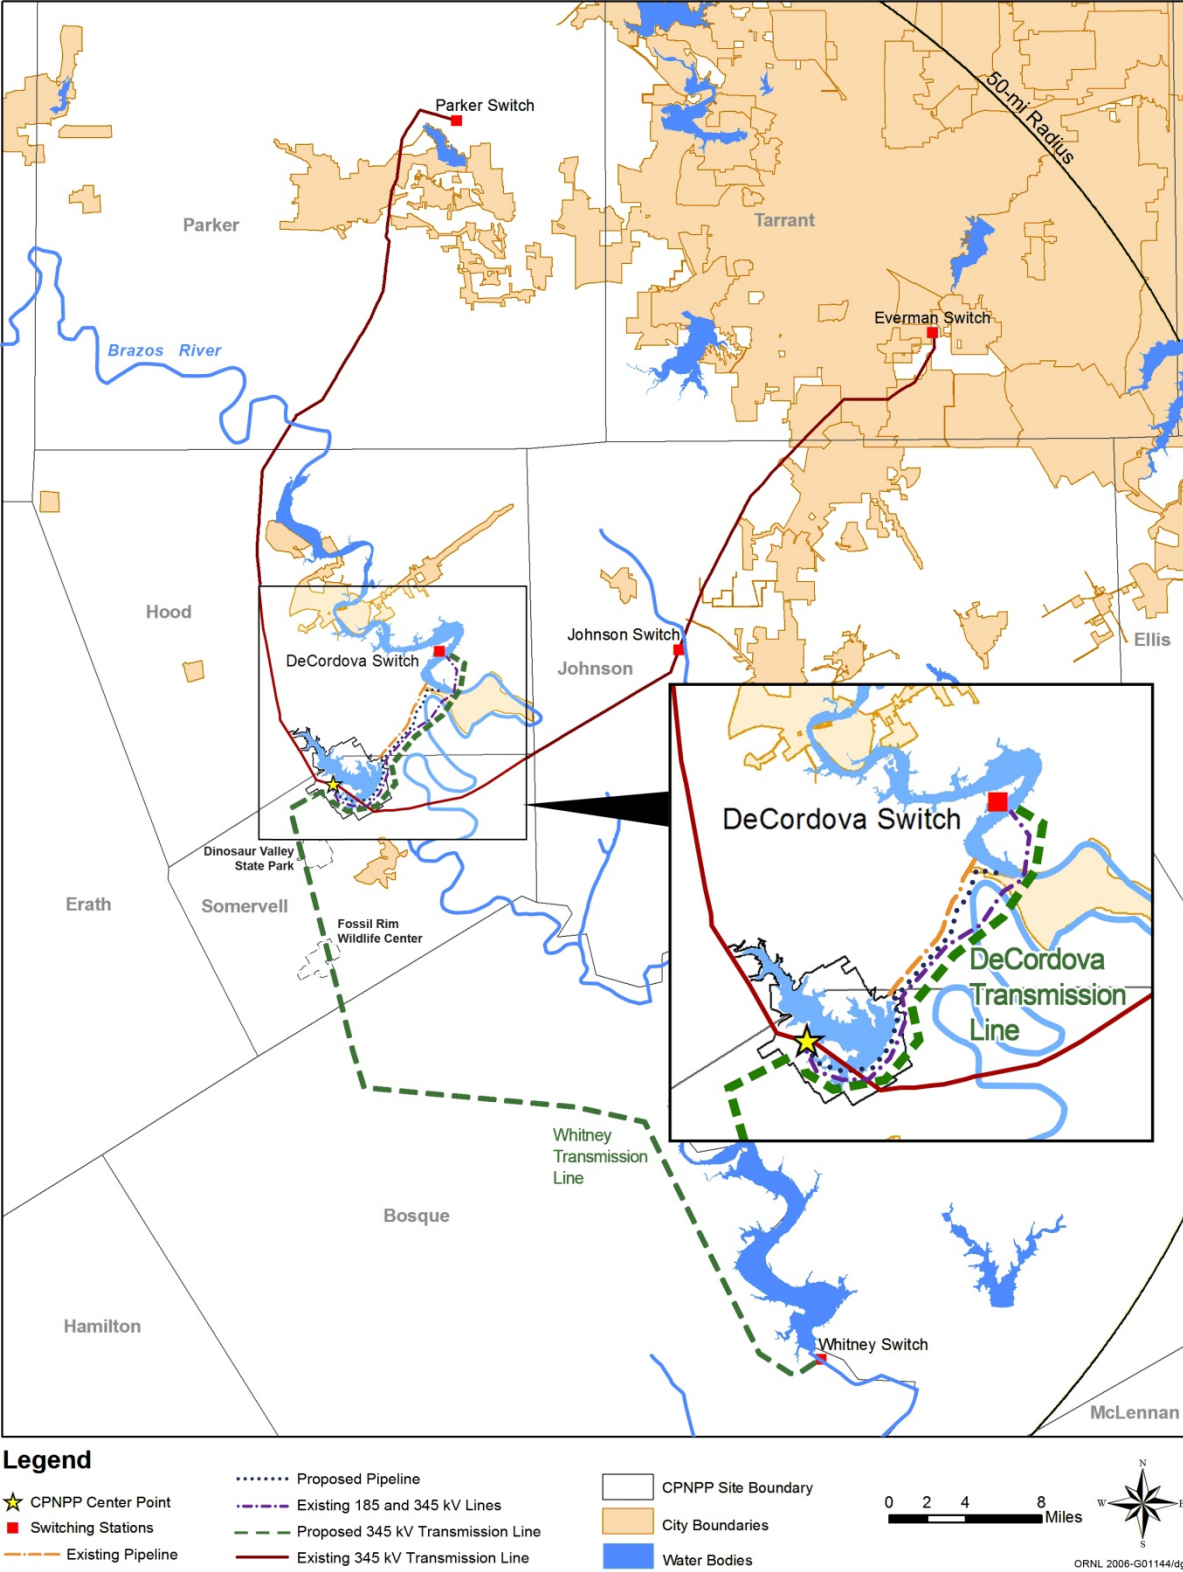 Parker Switch
50-mi Radius
Parker
Tarrant
Everman Switch
Brazos River
Hood
Johnson Switch
Johnson
Ellis
DeCordova Switch
DeCordova Switch
Dinosaur Valley
State Park
Erath
Somervell
Fossil Rim
Wildlife Center
DeCordova
Transmission
Line
Whitney
Transmission
Line
Bosque
Hamilton
Whitney Switch
McLennan
Legend
CPNPP Center Point
Switching Stations
Existing Pipeline
Proposed Pipeline
Existing 185 and 345 kV Lines
Proposed 345 kV Transmission Line
Existing 345 kV Transmission Line
CPNPP Site Boundary
City Boundaries
Water Bodies
0 2 4 8
Miles
N
W E
S
ORNL 2006-G01144/dg